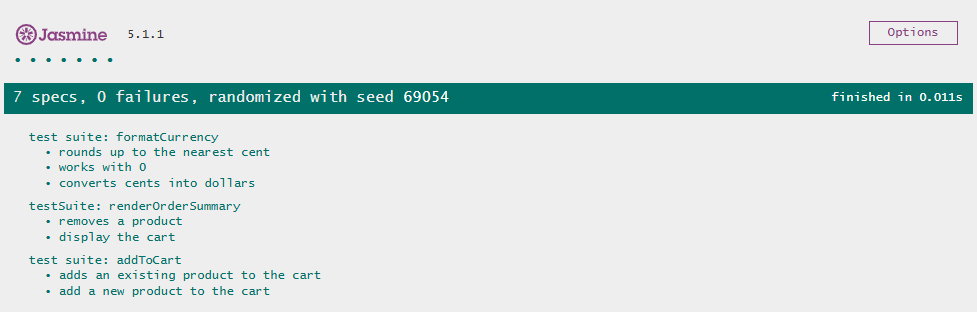 Jasmine 5.1.1 Options
• • • • • • •
7 specs, 0 failures, randomized with seed 69054 finished in 0.011s
test suite: formatCurrency
• rounds up to the nearest cent
• works with 0
• converts cents into dollars
testSuite: renderOrderSummary
• removes a product
• display the cart
test suite: addToCart
• adds an existing product to the cart
• add a new product to the cart